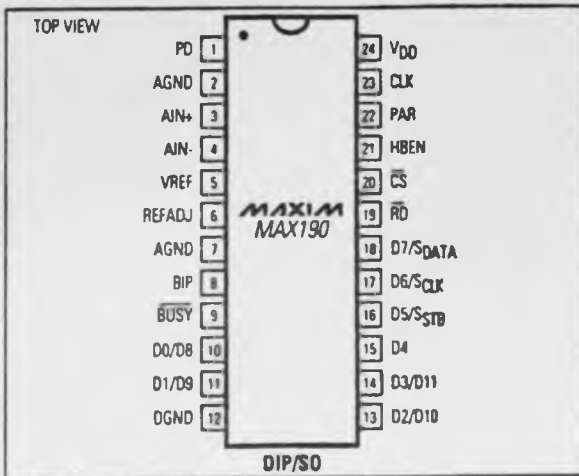 TOP VIEW
PD 1
AGND 2
AIN+ 3
AIN- 4
VREF 5
REFADJ 6
AGND 7
BIP 8
B̅U̅S̅Y̅ 9
D0/D8 10
D1/D9 11
DGND 12
24 VDD
23 CLK
22 PAR
21 HBEN
20 C̅S̅
19 R̅D̅
18 D7/SDATA
17 D6/SCLK
16 D5/SSTB
15 D4
14 D3/D11
13 D2/D10
MAXIM
MAX190
DIP/SO